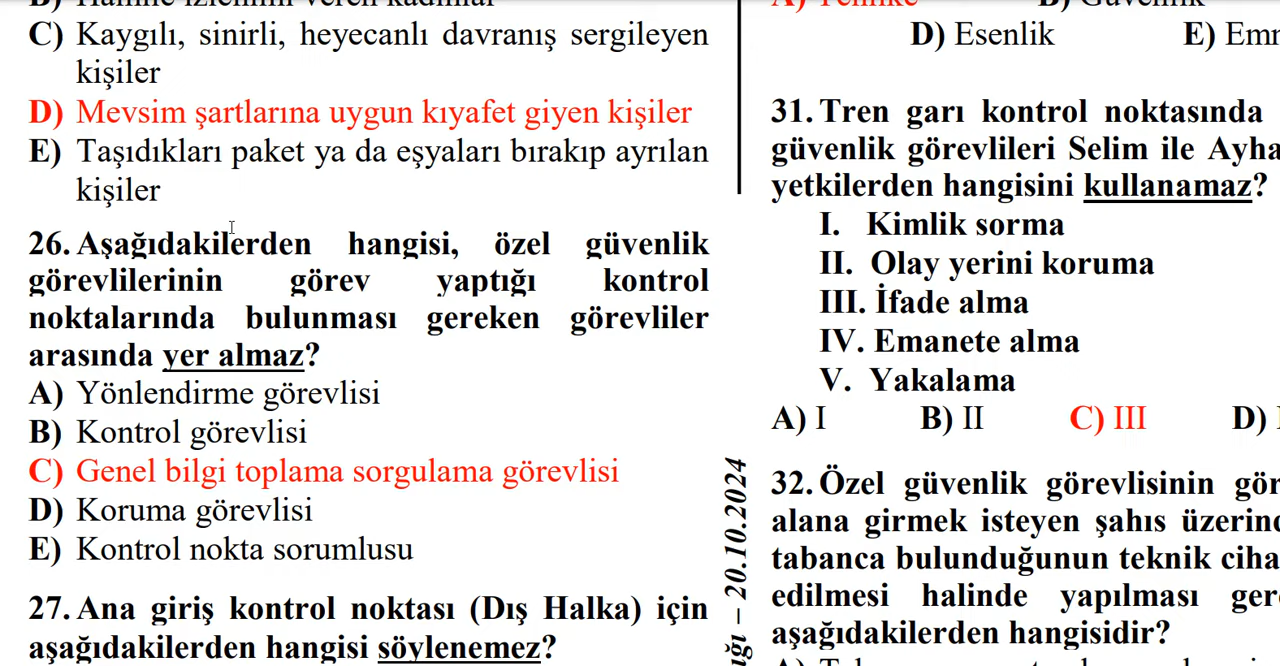 C) Kaygılı, sinirli, heyecanlı davranış sergileyen
kişiler
D) Mevsim şartlarına uygun kıyafet giyen kişiler
E) Taşıdıkları paket ya da eşyaları bırakıp ayrılan
kişiler
26. Aşağıdakilerden hangisi, özel güvenlik
görevlilerinin görev yaptığı kontrol
noktalarında bulunması gereken görevliler
arasında yer almaz?
A) Yönlendirme görevlisi
B) Kontrol görevlisi
C) Genel bilgi toplama sorgulama görevlisi
D) Koruma görevlisi
E) Kontrol nokta sorumlusu
27. Ana giriş kontrol noktası (Dış Halka) için
aşağıdakilerden hangisi söylenemez?
– 20.10.2024
D) Esenlik E)
31. Tren garı kontrol noktasında
güvenlik görevlileri Selim ile
yetkilerden hangisini kullanamaz?
I. Kimlik sorma
II. Olay yerini koruma
III. İfade alma
IV. Emanete alma
V. Yakalama
A) I B) II C) III D)
32. Özel güvenlik görevlisinin
alana girmek isteyen şahıs
tabanca bulunduğunun teknik
edilmesi halinde yapılması
aşağıdakilerden hangisidir?